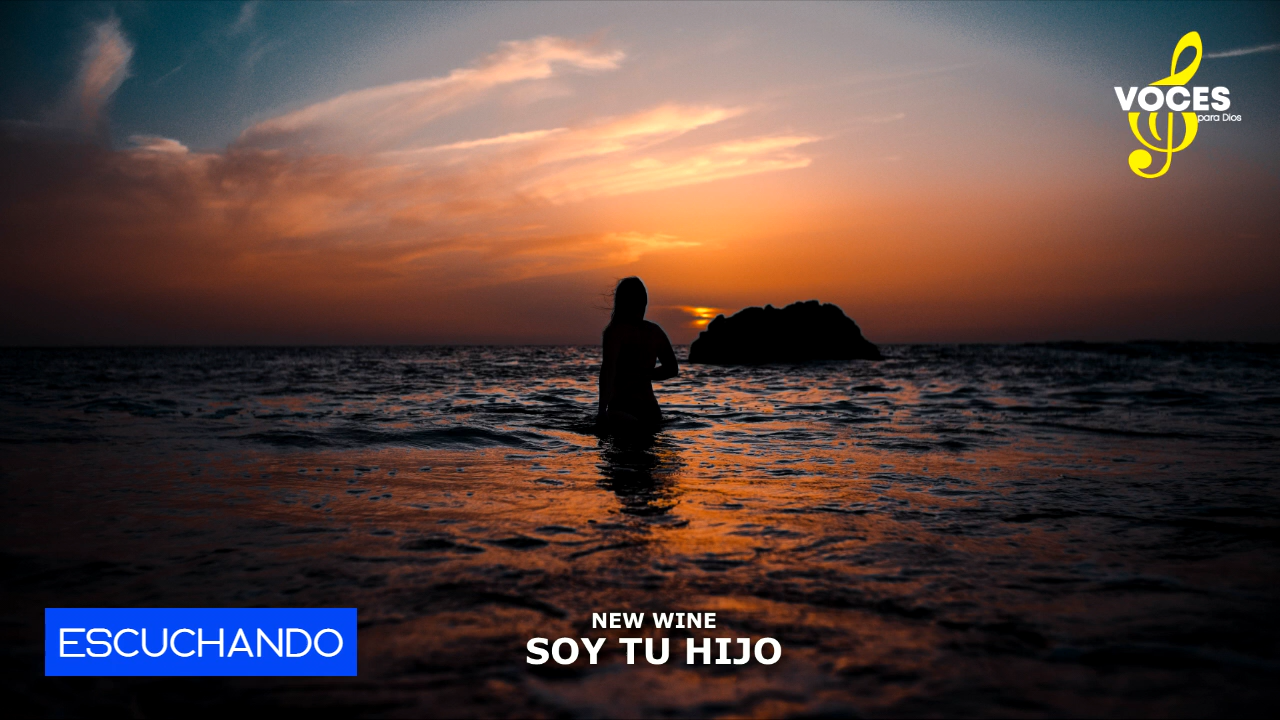 VOCES
para Dios
NEW WINE
ESCUCHANDO
SOY TU HIJO